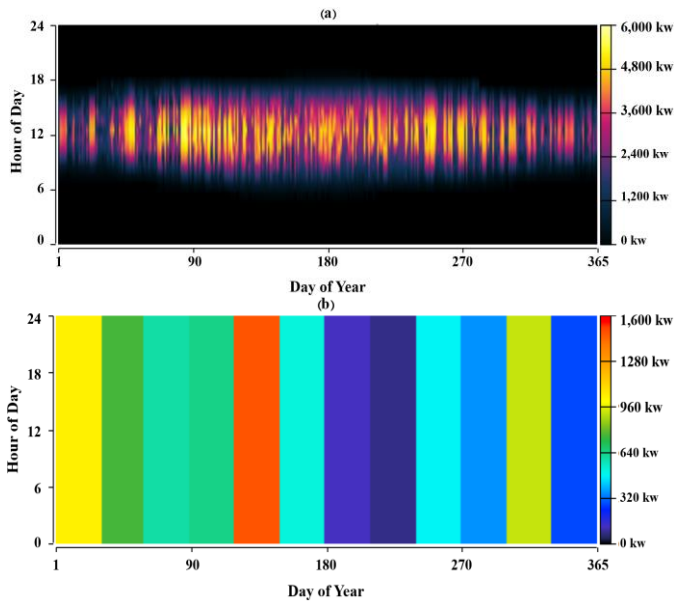 (a)
24
18
12
6
0
Hour of Day
6,000 kw
4,800 kw
3,600 kw
2,400 kw
1,200 kw
0 kw
1 90 180 270 365
Day of Year
(b)
24
18
12
6
0
Hour of Day
1,600 kw
1280 kw
960 kw
640 kw
320 kw
0 kw
1 90 180 270 365
Day of Year